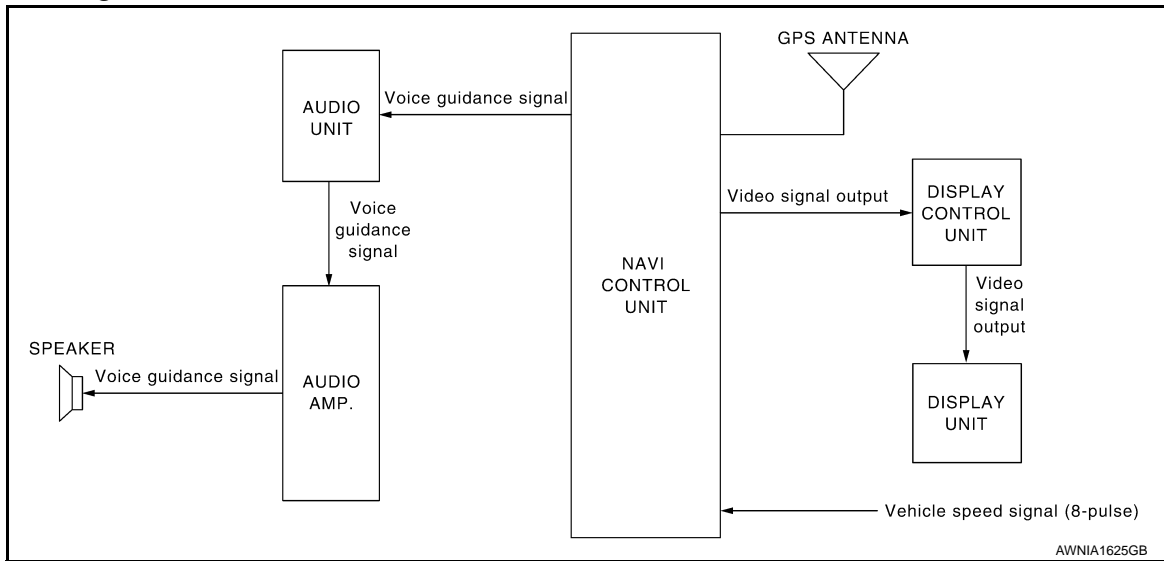 GPS ANTENNA
AUDIO
UNIT
Voice guidance signal
Voice
guidance
signal
NAVI
CONTROL
UNIT
Video signal output
DISPLAY
CONTROL
UNIT
Video
signal
output
SPEAKER
Voice guidance signal
AUDIO
AMP.
DISPLAY
UNIT
Vehicle speed signal (8-pulse)
AWNIA1625GB